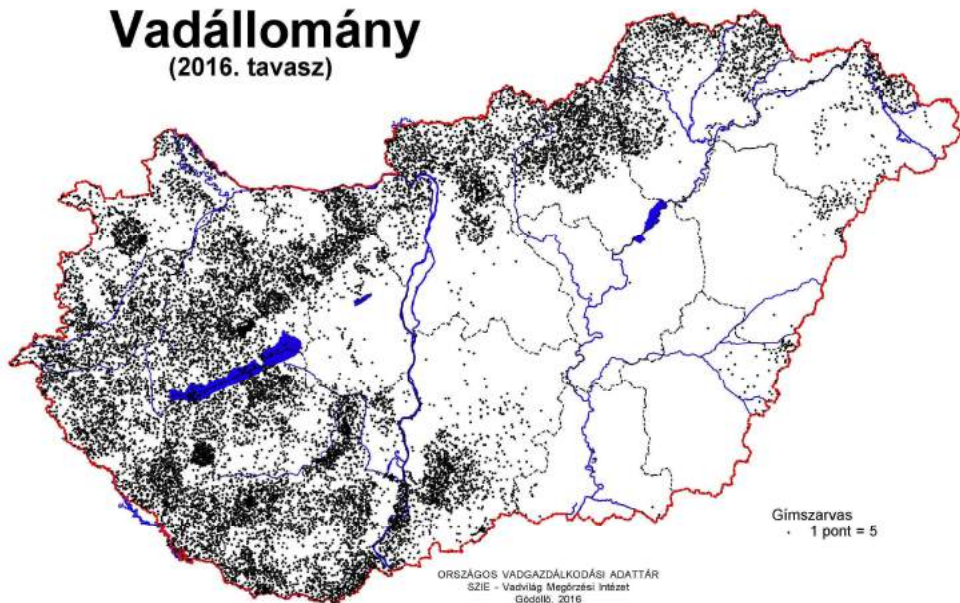 Vadállomány
(2016. tavasz)
Gímszarvas
1 pont = 5
ORSZÁGOS VADGAZDÁLKODÁSI ADATTÁR
SZIE - Vadvilág Megőrzési Intézet
Gödöllő, 2016